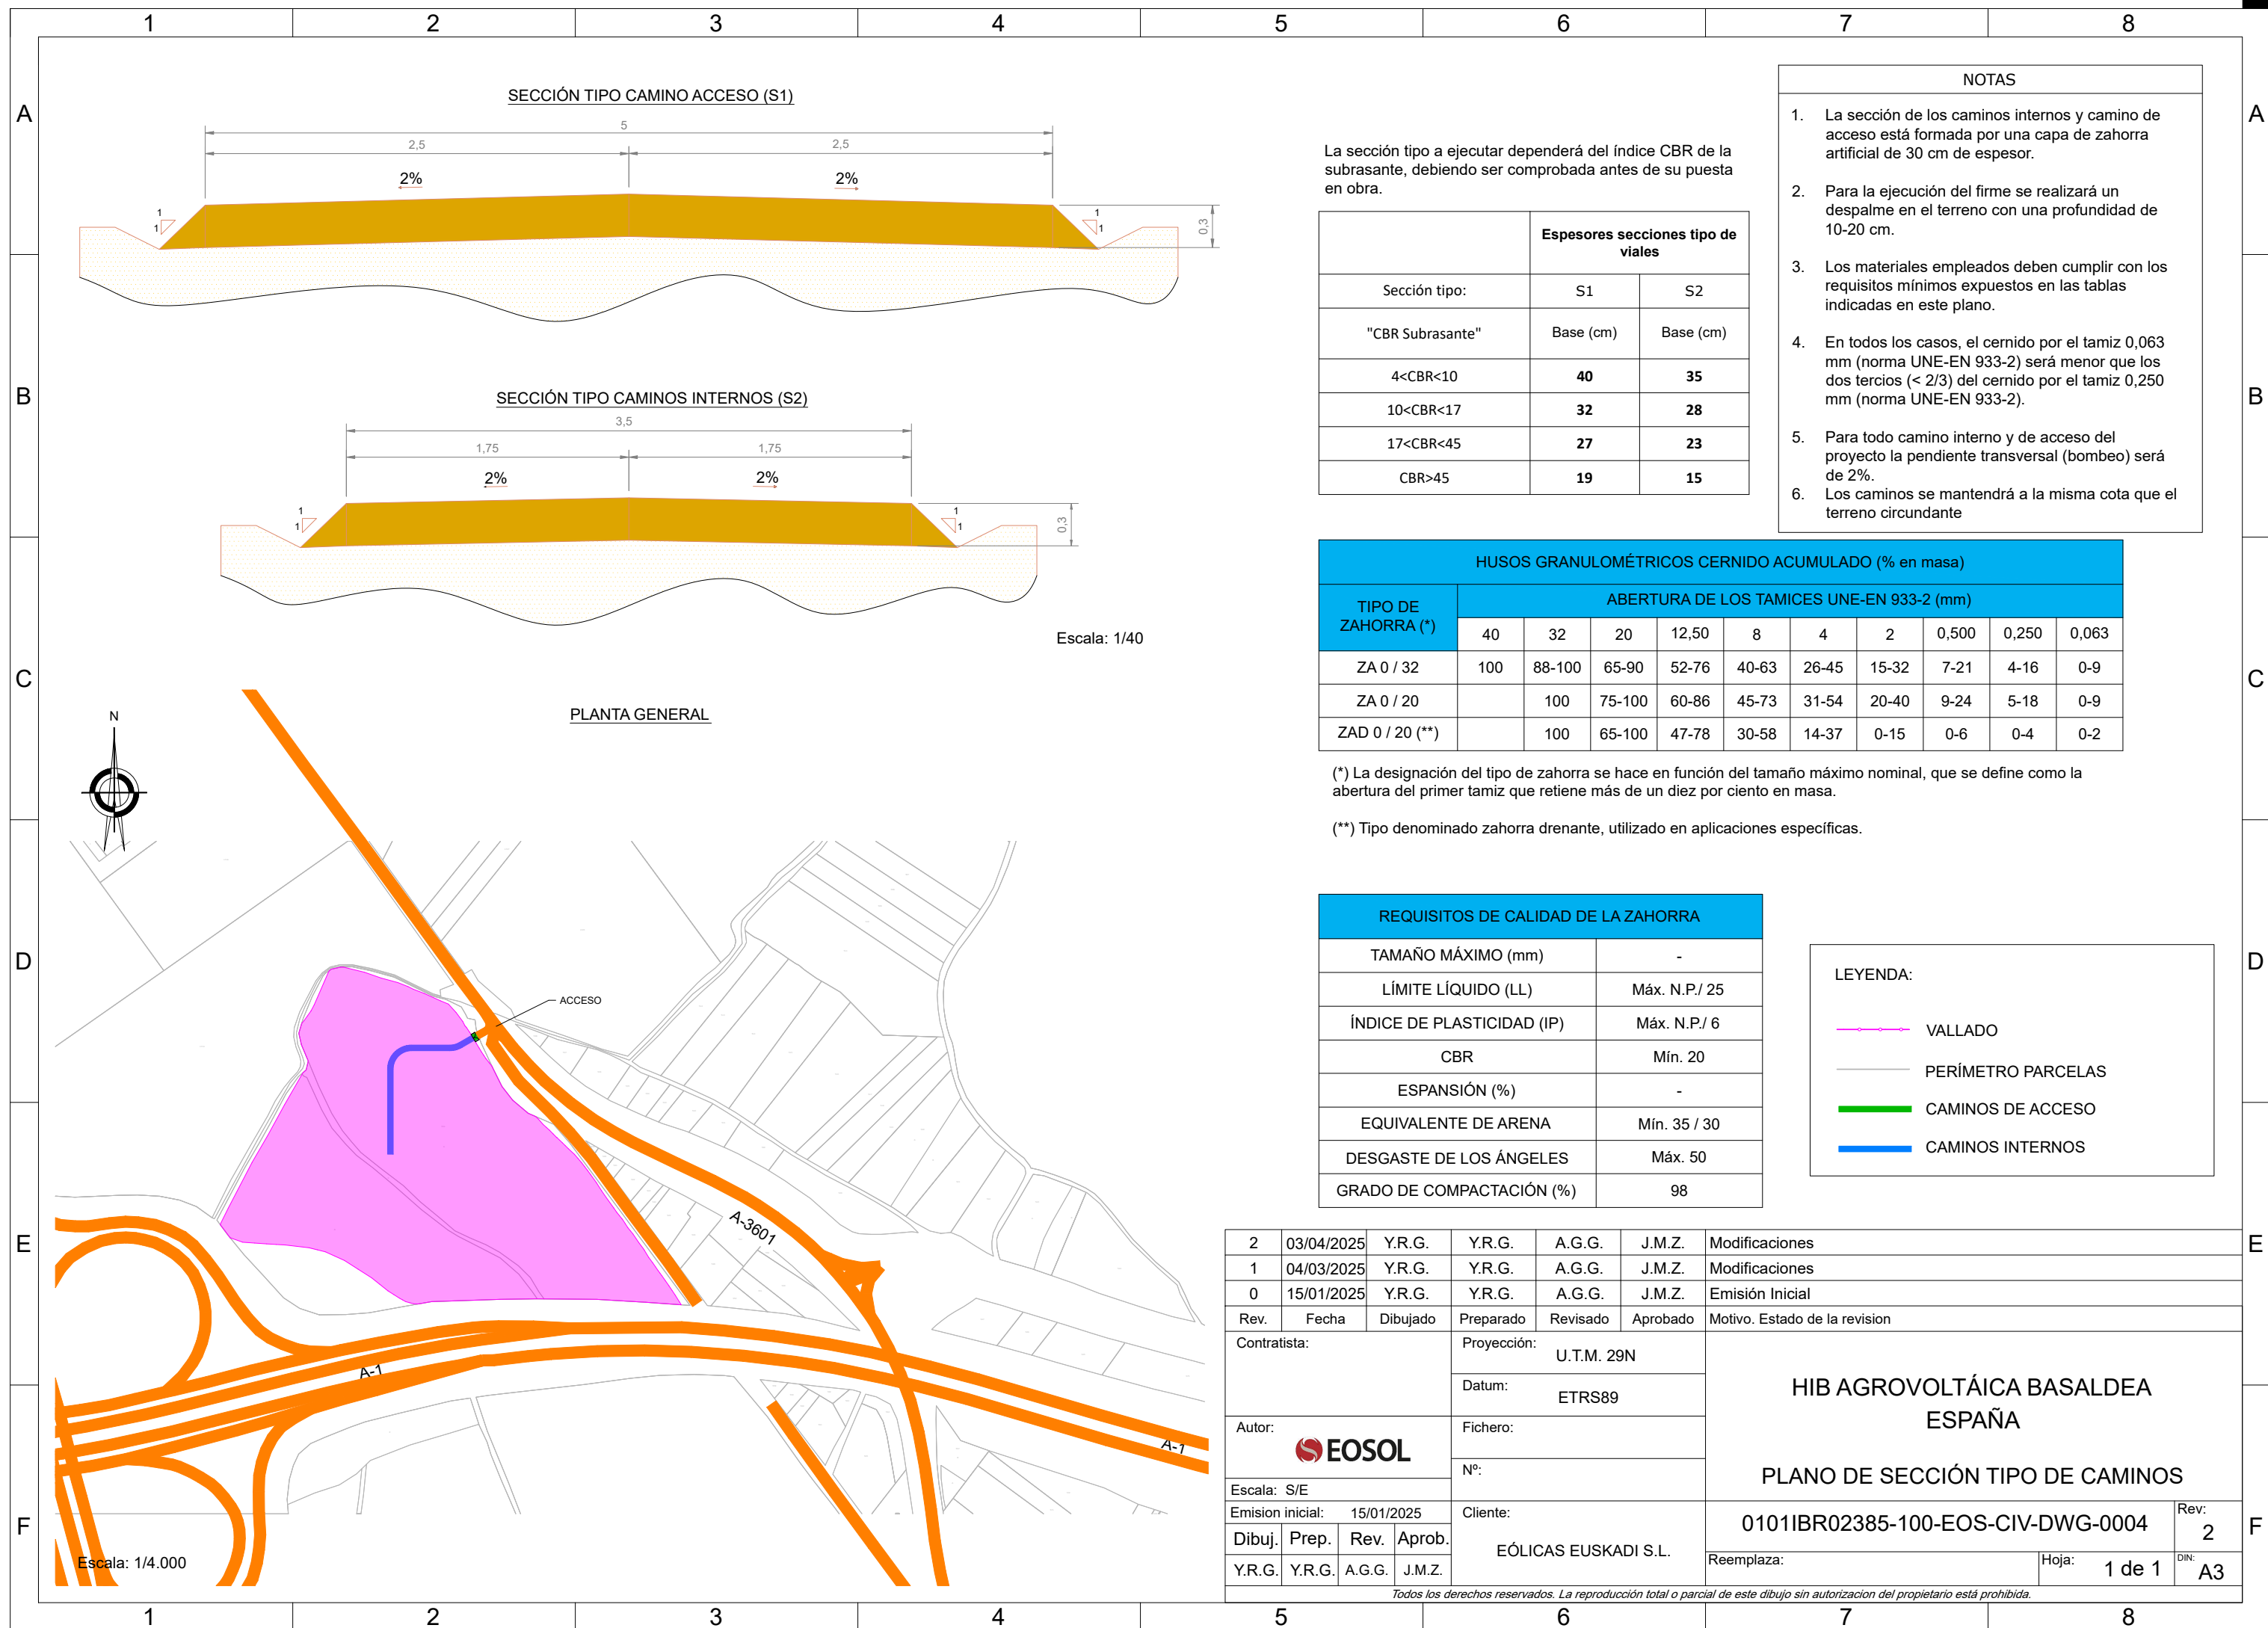 1 2 3 4 5 6 7 8
A A
B B
C C
D D
E E
F F
SECCIÓN TIPO CAMINO ACCESO (S1)
5
2,5 2,5
2% 2%
1 1
1 1
0,3
SECCIÓN TIPO CAMINOS INTERNOS (S2)
3,5
1,75 1,75
2% 2%
1 1
1 1
0,3
Escala: 1/40
PLANTA GENERAL
N
ACCESO
A-3601
A-1
A-1
Escala: 1/4.000
La sección tipo a ejecutar dependerá del índice CBR de la
subrasante, debiendo ser comprobada antes de su puesta
en obra.
Espesores secciones tipo de
viales
Sección tipo: S1 S2
"CBR Subrasante" Base (cm) Base (cm)
4<CBR<10 40 35
10<CBR<17 32 28
17<CBR<45 27 23
CBR>45 19 15
NOTAS
1. La sección de los caminos internos y camino de
acceso está formada por una capa de zahorra
artificial de 30 cm de espesor.
2. Para la ejecución del firme se realizará un
despalme en el terreno con una profundidad de
10-20 cm.
3. Los materiales empleados deben cumplir con los
requisitos mínimos expuestos en las tablas
indicadas en este plano.
4. En todos los casos, el cernido por el tamiz 0,063
mm (norma UNE-EN 933-2) será menor que los
dos tercios (< 2/3) del cernido por el tamiz 0,250
mm (norma UNE-EN 933-2).
5. Para todo camino interno y de acceso del
proyecto la pendiente transversal (bombeo) será
de 2%.
6. Los caminos se mantendrá a la misma cota que el
terreno circundante
HUSOS GRANULOMÉTRICOS CERNIDO ACUMULADO (% en masa)
TIPO DE
ZAHORRA (*)
ABERTURA DE LOS TAMICES UNE-EN 933-2 (mm)
40 32 20 12,50 8 4 2 0,500 0,250 0,063
ZA 0 / 32 100 88-100 65-90 52-76 40-63 26-45 15-32 7-21 4-16 0-9
ZA 0 / 20 100 75-100 60-86 45-73 31-54 20-40 9-24 5-18 0-9
ZAD 0 / 20 (**) 100 65-100 47-78 30-58 14-37 0-15 0-6 0-4 0-2
(*) La designación del tipo de zahorra se hace en función del tamaño máximo nominal, que se define como la
abertura del primer tamiz que retiene más de un diez por ciento en masa.
(**) Tipo denominado zahorra drenante, utilizado en aplicaciones específicas.
REQUISITOS DE CALIDAD DE LA ZAHORRA
TAMAÑO MÁXIMO (mm) -
LÍMITE LÍQUIDO (LL) Máx. N.P./ 25
ÍNDICE DE PLASTICIDAD (IP) Máx. N.P./ 6
CBR Mín. 20
ESPANSIÓN (%) -
EQUIVALENTE DE ARENA Mín. 35 / 30
DESGASTE DE LOS ÁNGELES Máx. 50
GRADO DE COMPACTACIÓN (%) 98
LEYENDA:
VALLADO
PERÍMETRO PARCELAS
CAMINOS DE ACCESO
CAMINOS INTERNOS
2 03/04/2025 Y.R.G. Y.R.G. A.G.G. J.M.Z. Modificaciones
1 04/03/2025 Y.R.G. Y.R.G. A.G.G. J.M.Z. Modificaciones
0 15/01/2025 Y.R.G. Y.R.G. A.G.G. J.M.Z. Emisión Inicial
Rev. Fecha Dibujado Preparado Revisado Aprobado Motivo. Estado de la revision
Contratista:
Proyección:
U.T.M. 29N
Datum:
ETRS89
Autor:
EOSOL
Fichero:
Nº:
Escala: S/E
Emision inicial: 15/01/2025
Dibuj. Prep. Rev. Aprob.
Y.R.G. Y.R.G. A.G.G. J.M.Z.
Cliente:
EÓLICAS EUSKADI S.L.
HIB AGROVOLTÁICA BASALDEA
ESPAÑA
PLANO DE SECCIÓN TIPO DE CAMINOS
0101IBR02385-100-EOS-CIV-DWG-0004
Rev:
2
Reemplaza:
Hoja: 1 de 1
DIN: A3
Todos los derechos reservados. La reproducción total o parcial de este dibujo sin autorizacion del propietario está prohibida.
1 2 3 4 5 6 7 8